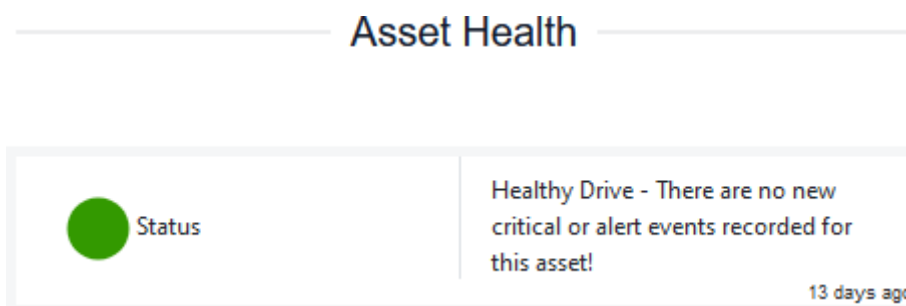 Asset Health
Status
Healthy Drive - There are no new
critical or alert events recorded for
this asset!
13 days ago